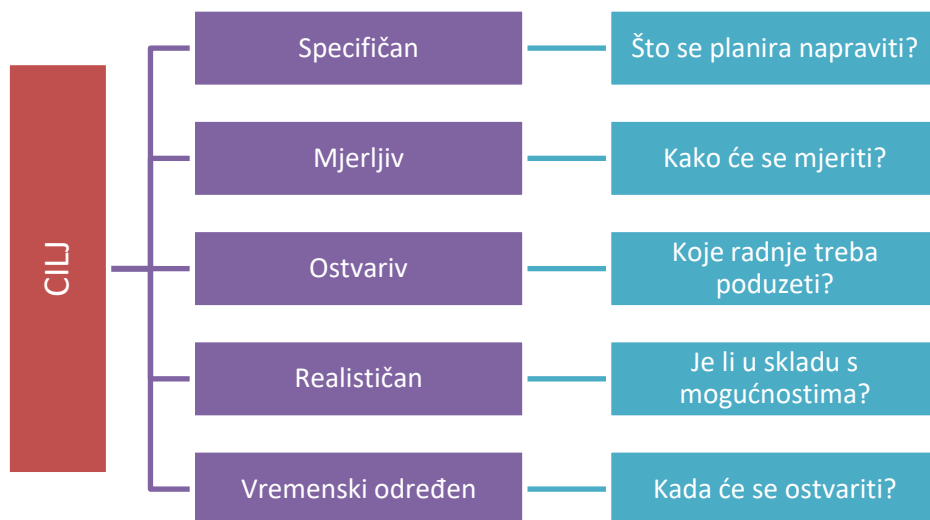 CILJ
Specifičan
Što se planira napraviti?
Mjerljiv
Kako će se mjeriti?
Ostvariv
Koje radnje treba
poduzeti?
Realističan
Je li u skladu s
mogućnostima?
Vremenski određen
Kada će se ostvariti?